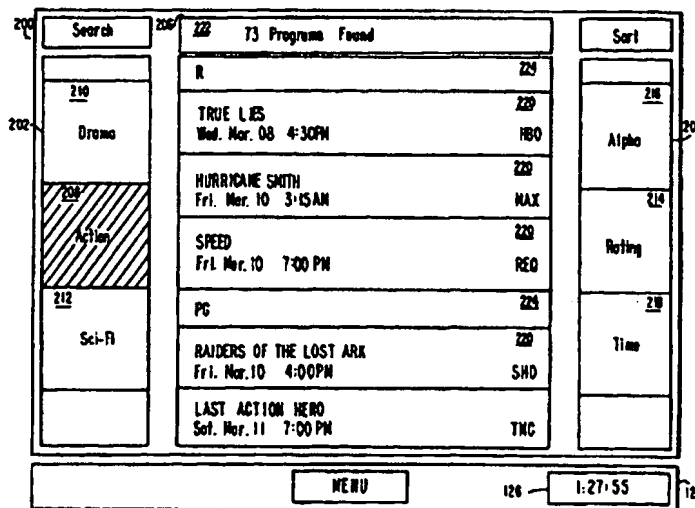 200
Search
206
222 73 Programs Found
Sort
R 224
210
Drama
202
TRUE LIES 220
Wed. Mar. 08 4:30PM HBO
216
Alpha
HURRICANE SMITH 220
Fri. Mar. 10 3:15AM MAX
208
Action
SPEED 220
Fri. Mar. 10 7:00 PM REQ
214
Rating
PG 224
212
Sci-Fi
RAIDERS OF THE LOST ARK 220
Fri. Mar. 10 4:00PM SHO
218
Time
LAST ACTION HERO
Sat. Mar. 11 7:00 PM TMC
MENU
126
1:27:55